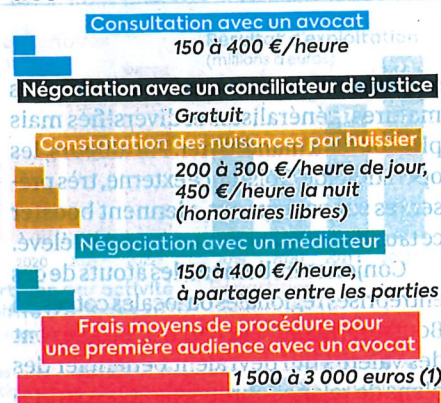 Consultation avec un avocat
150 à 400 €/heure
Négociation avec un conciliateur de justice
Gratuit
Constatation des nuisances par huissier
200 à 300 €/heure de jour,
450 €/heure la nuit
(honoraires libres)
Négociation avec un médiateur
150 à 400 €/heure,
à partager entre les parties
Frais moyens de procédure pour
une première audience avec un avocat
1 500 à 3 000 euros (1)